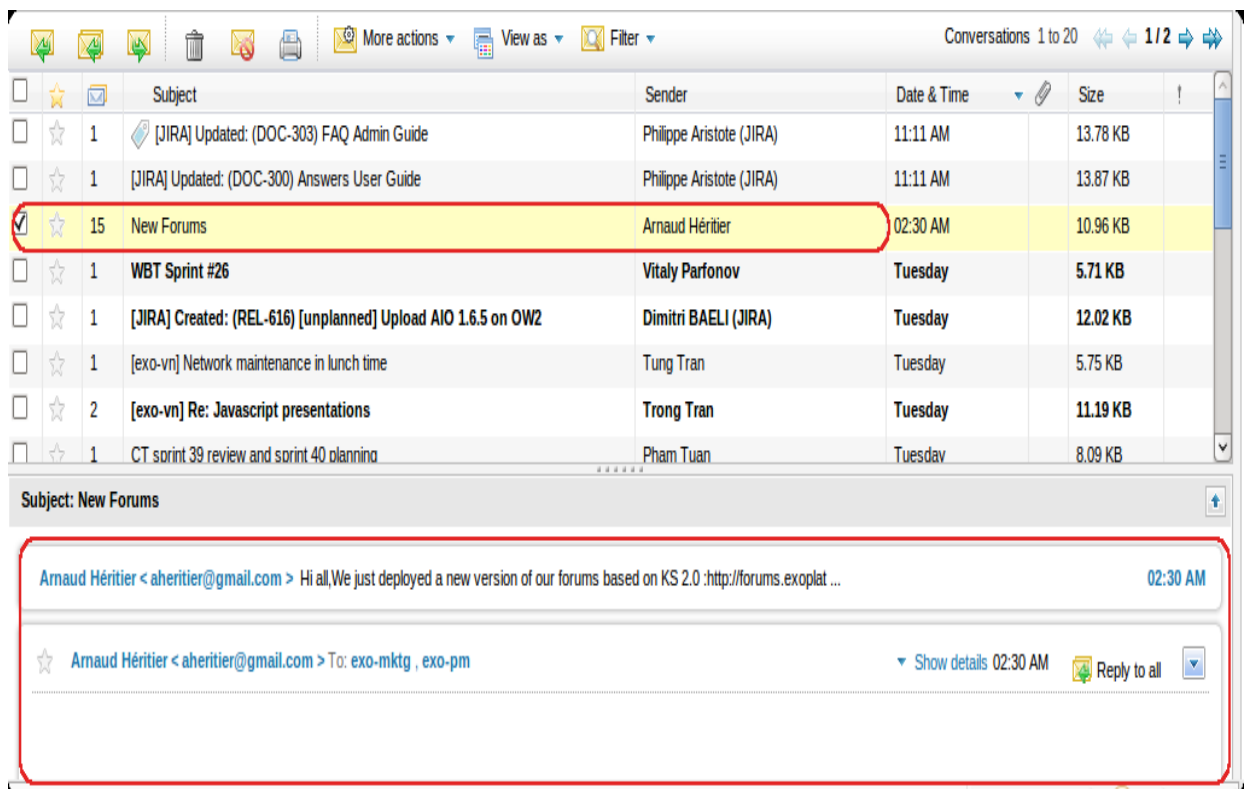 More actions View as Filter Conversations 1 to 20 1 / 2
Subject Sender Date & Time Size !
1 [JIRA] Updated: (DOC-303) FAQ Admin Guide Philippe Aristote (JIRA) 11:11 AM 13.78 KB
1 [JIRA] Updated: (DOC-300) Answers User Guide Philippe Aristote (JIRA) 11:11 AM 13.87 KB
15 New Forums Arnaud Héritier 02:30 AM 10.96 KB
1 WBT Sprint #26 Vitaly Parfonov Tuesday 5.71 KB
1 [JIRA] Created: (REL-616) [unplanned] Upload AIO 1.6.5 on OW2 Dimitri BAELI (JIRA) Tuesday 12.02 KB
1 [exo-vn] Network maintenance in lunch time Tung Tran Tuesday 5.75 KB
2 [exo-vn] Re: Javascript presentations Trong Tran Tuesday 11.19 KB
1 CT sprint 39 review and sprint 40 planning Pham Tuan Tuesday 8.09 KB
Subject: New Forums
Arnaud Héritier < aheritier@gmail.com > Hi all,We just deployed a new version of our forums based on KS 2.0 :http://forums.exoplat ... 02:30 AM
Arnaud Héritier < aheritier@gmail.com > To: exo-mktg , exo-pm Show details 02:30 AM Reply to all